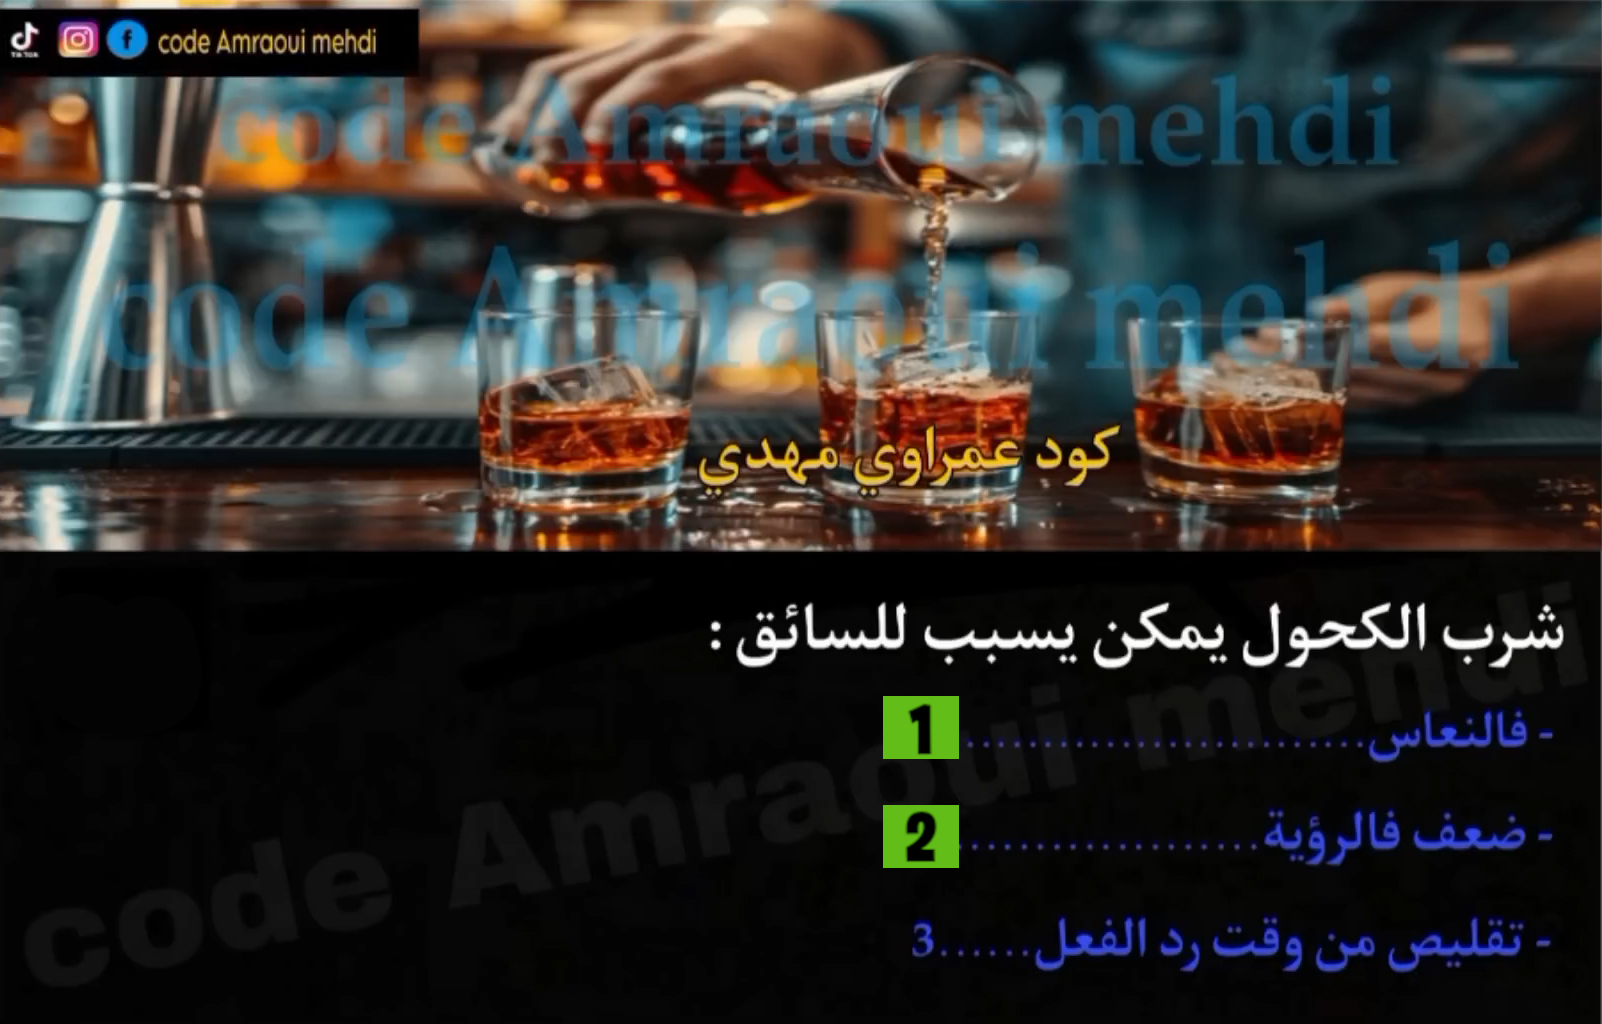 code Amraoui mehdi
code Amraoui mehdi
code Amraoui mehdi
كود عمراوي مهدي
شرب الكحول يمكن يسبب للسائق :
- فالنعاس.......................... 1
- ضعف فالرؤية.................... 2
- تقليص من وقت رد الفعل......3
code Amraoui mehdi